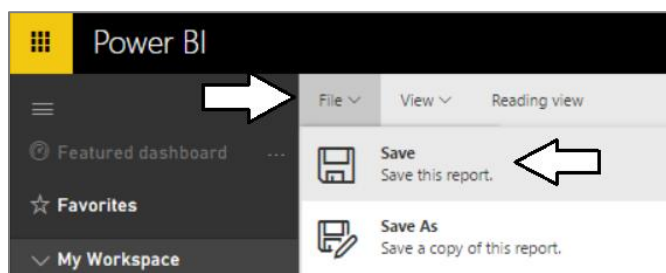 Power BI
File View Reading view
Featured dashboard ...
Save
Save this report.
Favorites
Save As
Save a copy of this report.
My Workspace